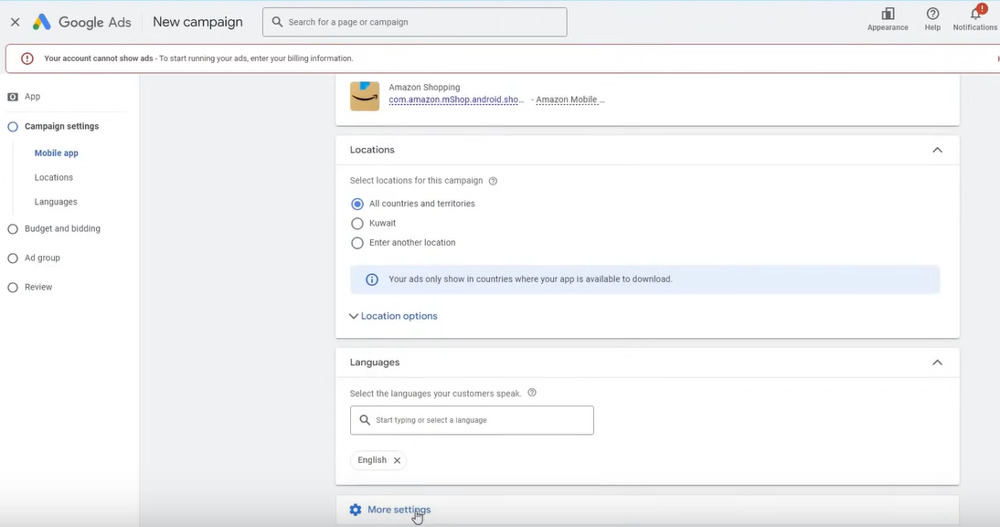 Google Ads
New campaign
Search for a page or campaign
Appearance
Help
Notifications
Your account cannot show ads - To start running your ads, enter your billing information.
App
Campaign settings
Mobile app
Locations
Languages
Budget and bidding
Ad group
Review
Amazon Shopping
com.amazon.mShop.android.sho... - Amazon Mobile ...
Locations
Select locations for this campaign
All countries and territories
Kuwait
Enter another location
Your ads only show in countries where your app is available to download.
Location options
Languages
Select the languages your customers speak.
Start typing or select a language
English
More settings